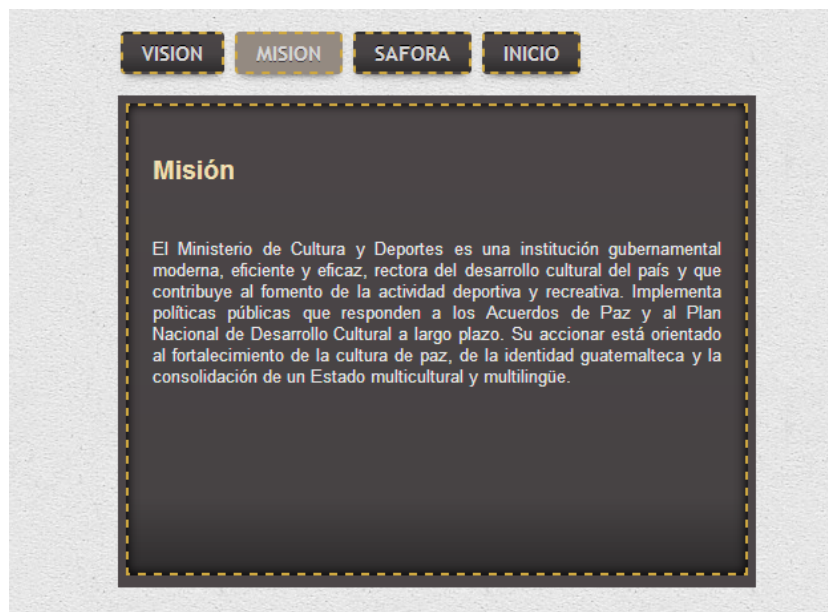 VISION MISION SAFORA INICIO
Misión
El Ministerio de Cultura y Deportes es una institución gubernamental
moderna, eficiente y eficaz, rectora del desarrollo cultural del país y que
contribuye al fomento de la actividad deportiva y recreativa. Implementa
políticas públicas que responden a los Acuerdos de Paz y al Plan
Nacional de Desarrollo Cultural a largo plazo. Su accionar está orientado
al fortalecimiento de la cultura de paz, de la identidad guatemalteca y la
consolidación de un Estado multicultural y multilingüe.